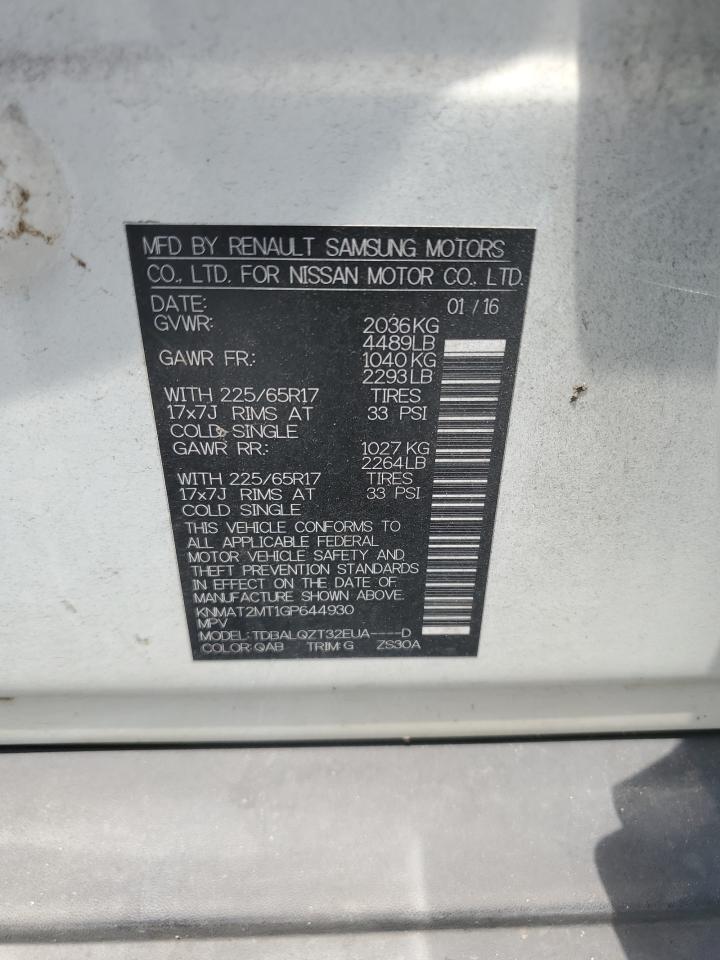 MFD BY RENAULT SAMSUNG MOTORS
CO., LTD. FOR NISSAN MOTOR CO., LTD.
DATE: 01 / 16
GVWR: 2036KG
4489LB
GAWR FR: 1040KG
2293LB
WITH 225/65R17 TIRES
17x7J RIMS AT 33 PSI
COLD SINGLE
GAWR RR: 1027 KG
2264LB
WITH 225/65R17 TIRES
17x7J RIMS AT 33 PSI
COLD SINGLE
THIS VEHICLE CONFORMS TO
ALL APPLICABLE FEDERAL
MOTOR VEHICLE SAFETY AND
THEFT PREVENTION STANDARDS
IN EFFECT ON THE DATE OF
MANUFACTURE SHOWN ABOVE.
KNMAT2MT1GP644930
MPV
MODEL: TDBALQZT32EUA----D
COLOR: QAB TRIM: G ZS30A